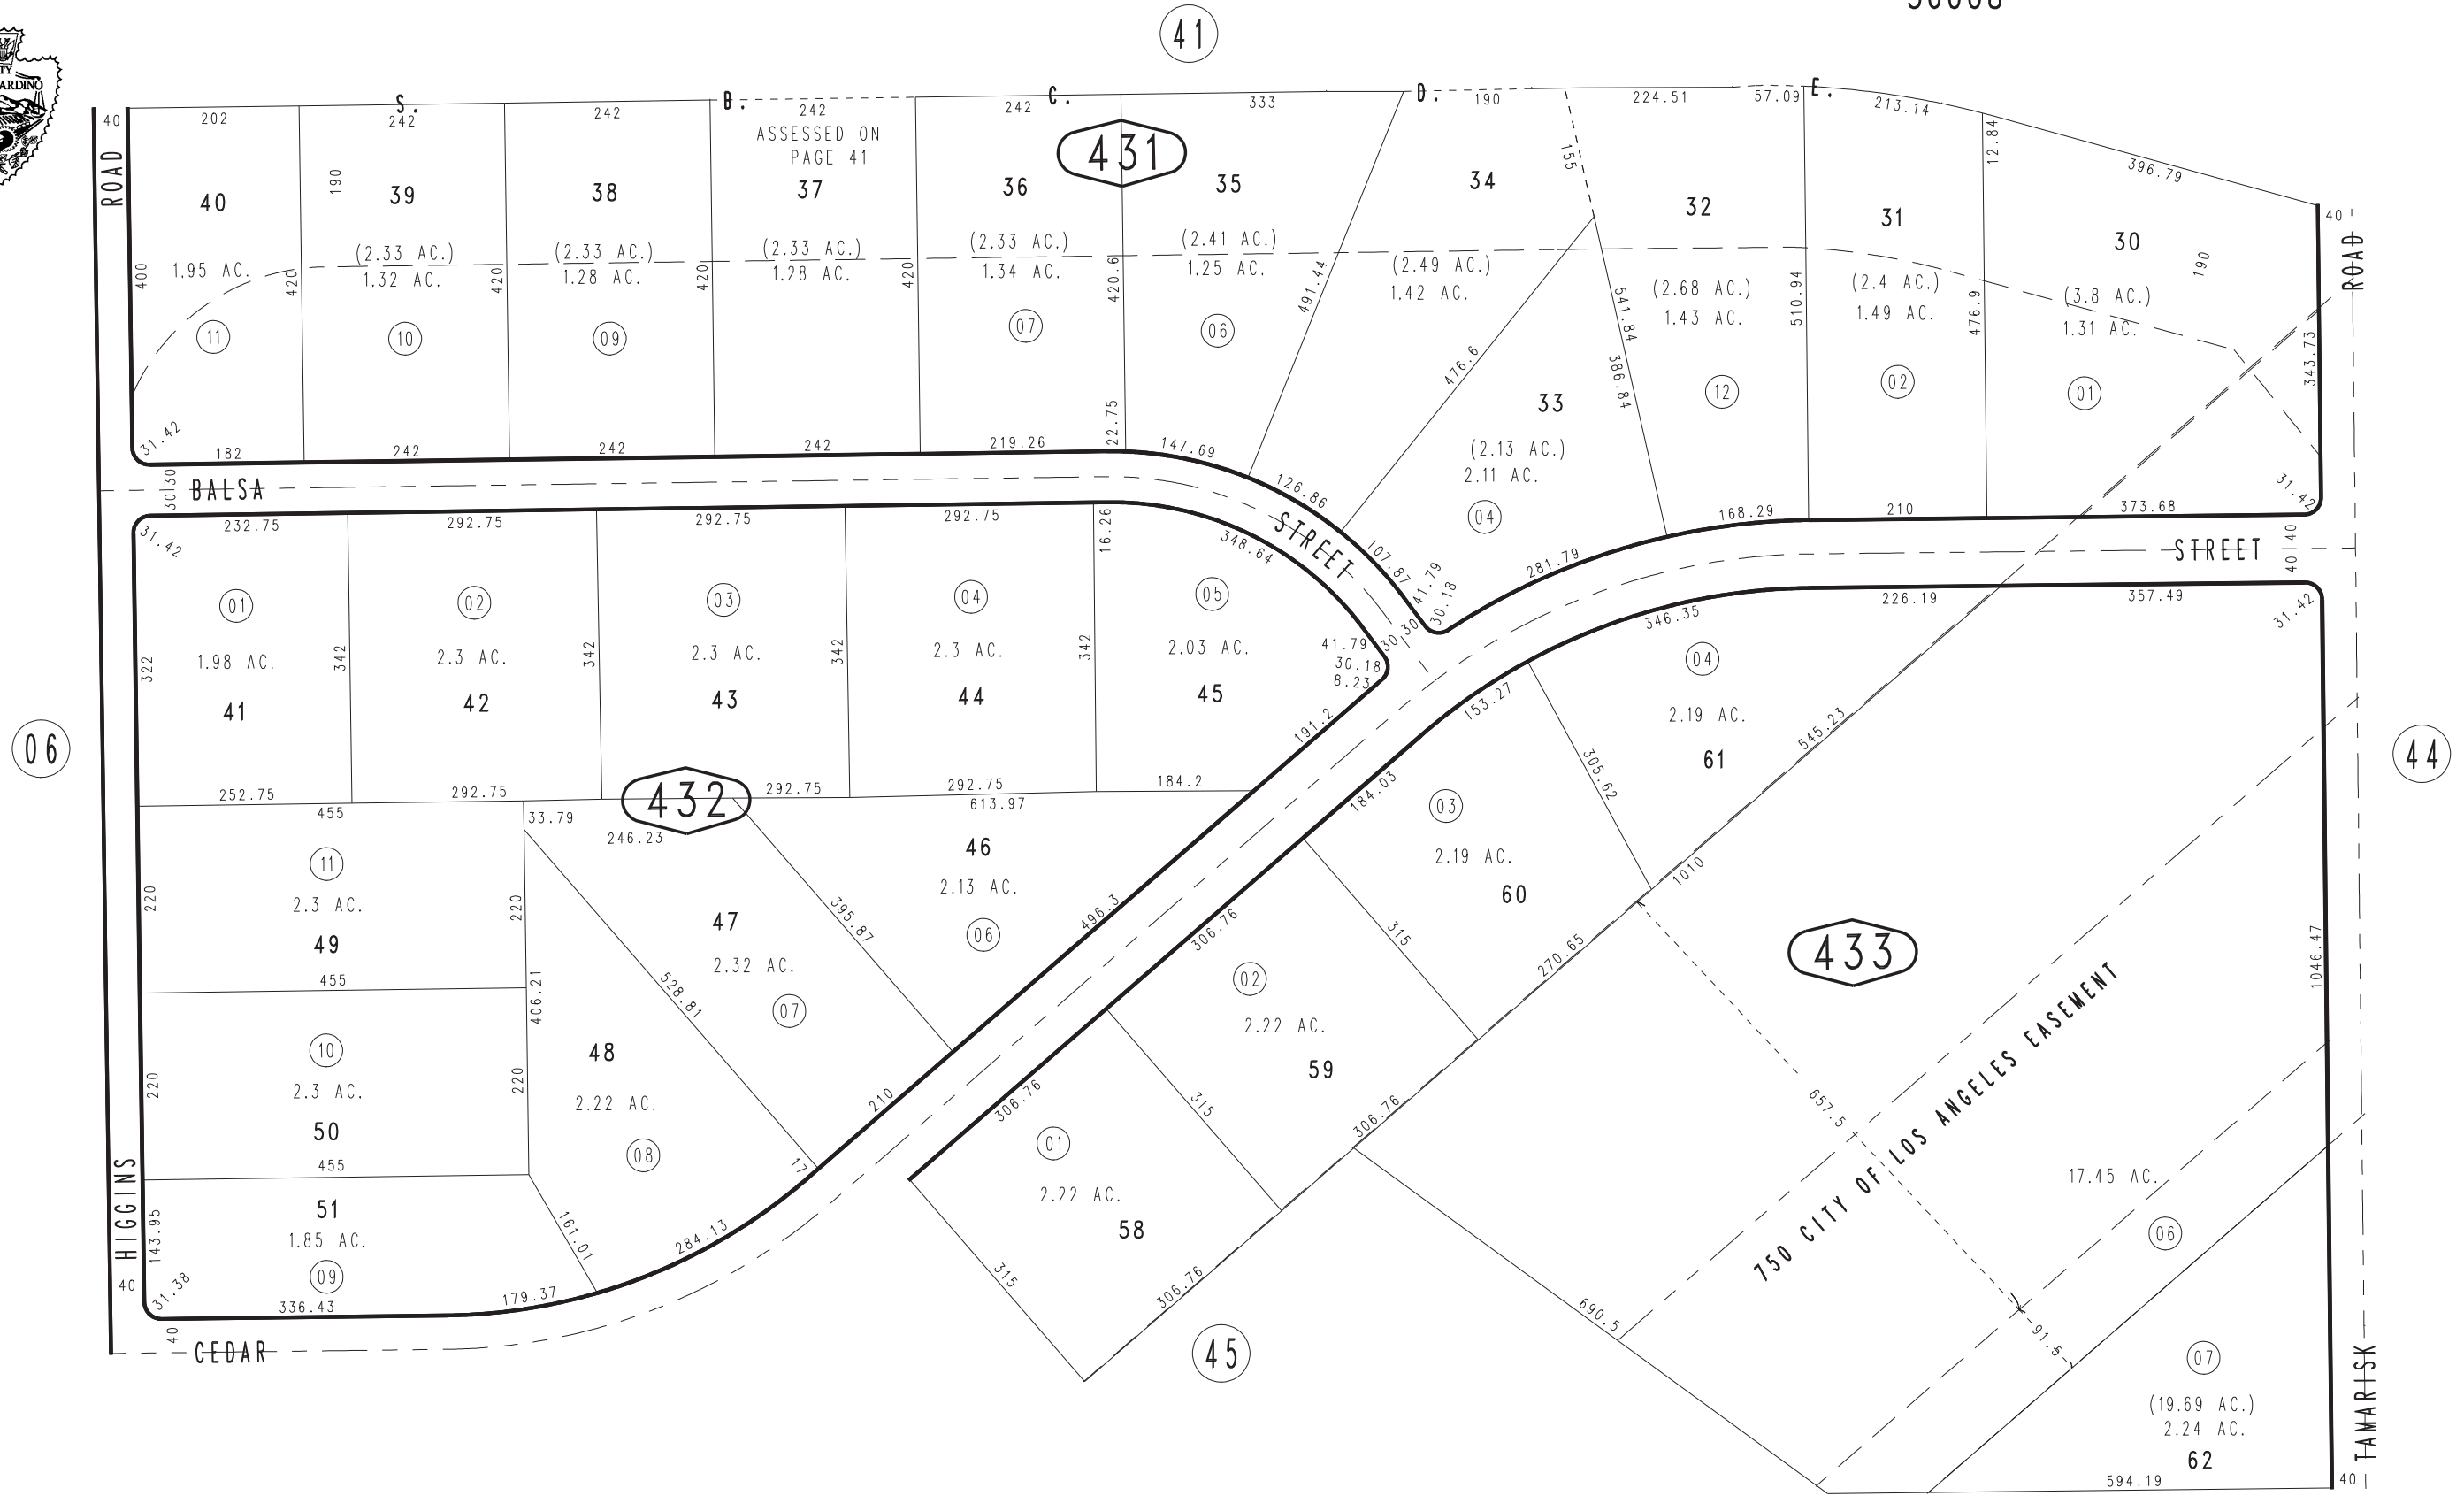 41
TY
ARDINO
S. B. C. D. E.
40 202 242 242 242 242 333 190 224.51 57.09 213.14
396.79
ASSESSED ON
PAGE 41
431
ROAD
40 39 38 37 36 35 34 32 31 30
190
155
12.84
40
ROAD
190
1.95 AC.
(2.33 AC.)
1.32 AC.
(2.33 AC.)
1.28 AC.
(2.33 AC.)
1.28 AC.
(2.33 AC.)
1.34 AC.
(2.41 AC.)
1.25 AC.
(2.49 AC.)
1.42 AC.
(2.68 AC.)
1.43 AC.
(2.4 AC.)
1.49 AC.
(3.8 AC.)
1.31 AC.
400 420 420 420 420 420.6 491.44 476.6 541.84 386.84 510.94 476.9 343.73
11 10 09 07 06 12 02 01
33
(2.13 AC.)
2.11 AC.
04
31.42 182 242 242 242 219.26 22.75 147.69 126.86 107.87 41.79 30.18 281.79 168.29 210 373.68 31.42
30 30
BALSA
STREET
STREET
40 40
31.42 232.75 292.75 292.75 292.75 16.26 348.64
30 30
346.35 226.19 357.49 31.42
01 02 03 04 05
1.98 AC. 2.3 AC. 2.3 AC. 2.3 AC. 2.03 AC.
41 42 43 44 45
322 342 342 342 342
41.79
30.18
8.23
191.2
153.27
04
2.19 AC.
61
545.23
305.62
06
44
252.75 292.75 292.75 292.75 184.2
432
455 33.79 246.23 613.97
184.03
03
2.19 AC.
60
1010
11
2.3 AC.
49
220 220
455
47
2.32 AC.
07
395.87
46
2.13 AC.
06
496.3
306.76
315
270.65
433
1046.47
528.81
406.21
02
2.22 AC.
59
10
2.3 AC.
50
220 220
455
48
2.22 AC.
08
210
17
306.76
315
306.76
657.5
750 CITY OF LOS ANGELES EASEMENT
01
2.22 AC.
58
17.45 AC.
06
HIGGINS
40
51
1.85 AC.
09
143.95
31.38
336.43
179.37
161.01
284.13
315
306.76
690.5
91.5
40
CEDAR
45
07
(19.69 AC.)
2.24 AC.
62
594.19
40
TAMARISK